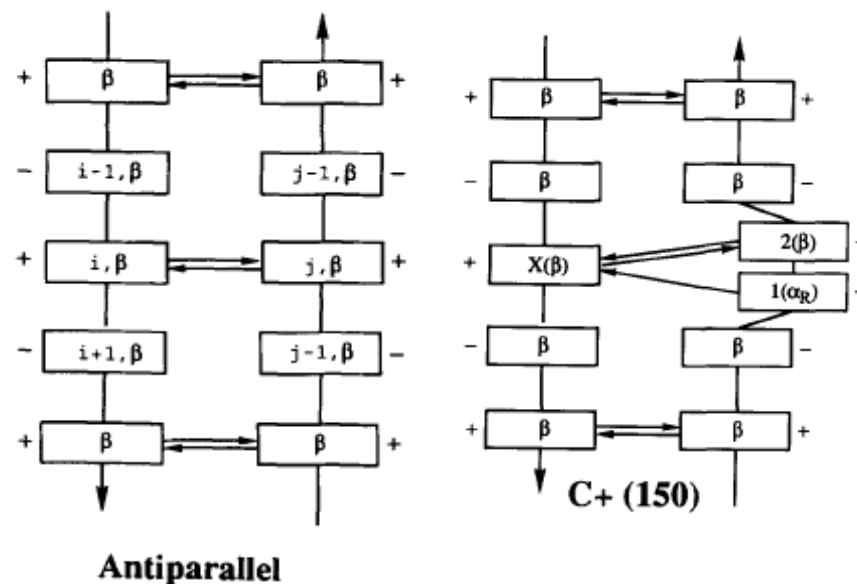 + β β +
- i-1,β j-1,β -
+ i,β j,β +
- i+1,β j-1,β -
+ β β +
Antiparallel
+ β β +
- β β -
2(β) +
+ X(β)
1(αR) +
- β β -
+ β β +
C+ (150)